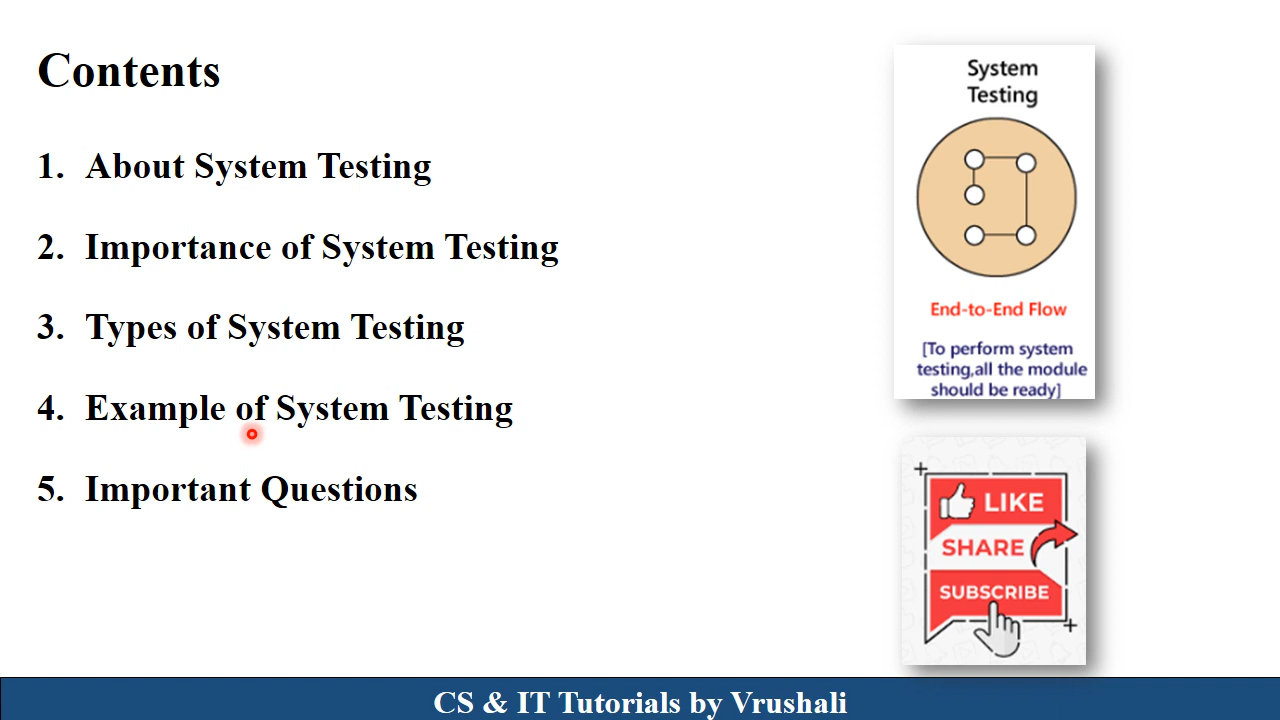 Contents
1. About System Testing
2. Importance of System Testing
3. Types of System Testing
4. Example of System Testing
5. Important Questions
System
Testing
End-to-End Flow
[To perform system
testing,all the module
should be ready]
LIKE
SHARE
SUBSCRIBE
CS & IT Tutorials by Vrushali